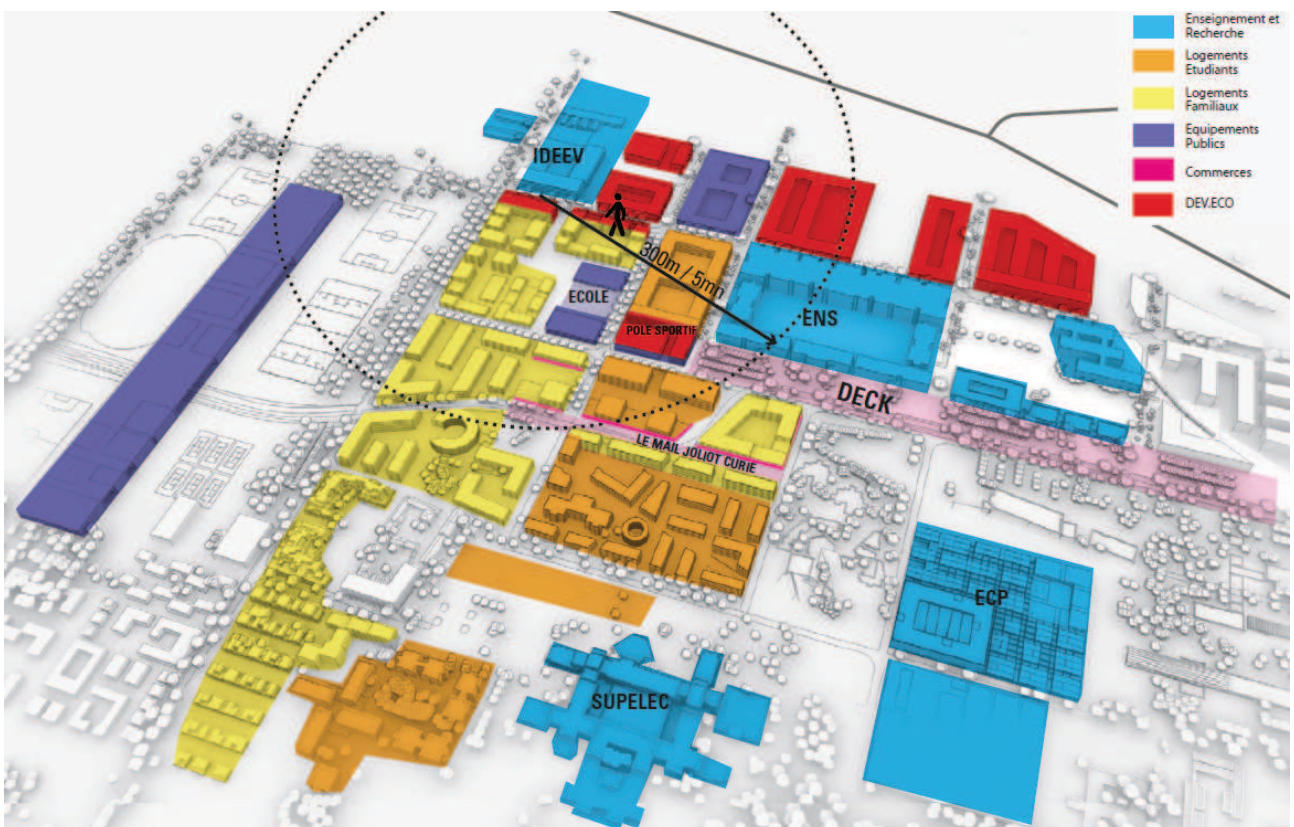 Enseignement et
Recherche
Logements
Etudiants
Logements
Familiaux
Equipements
Publics
Commerces
DEV.ECO
IDEEV
300m / 5mn
ECOLE
POLE SPORTIF
ENS
DECK
LE MAIL JOLIOT CURIE
ECP
SUPELEC